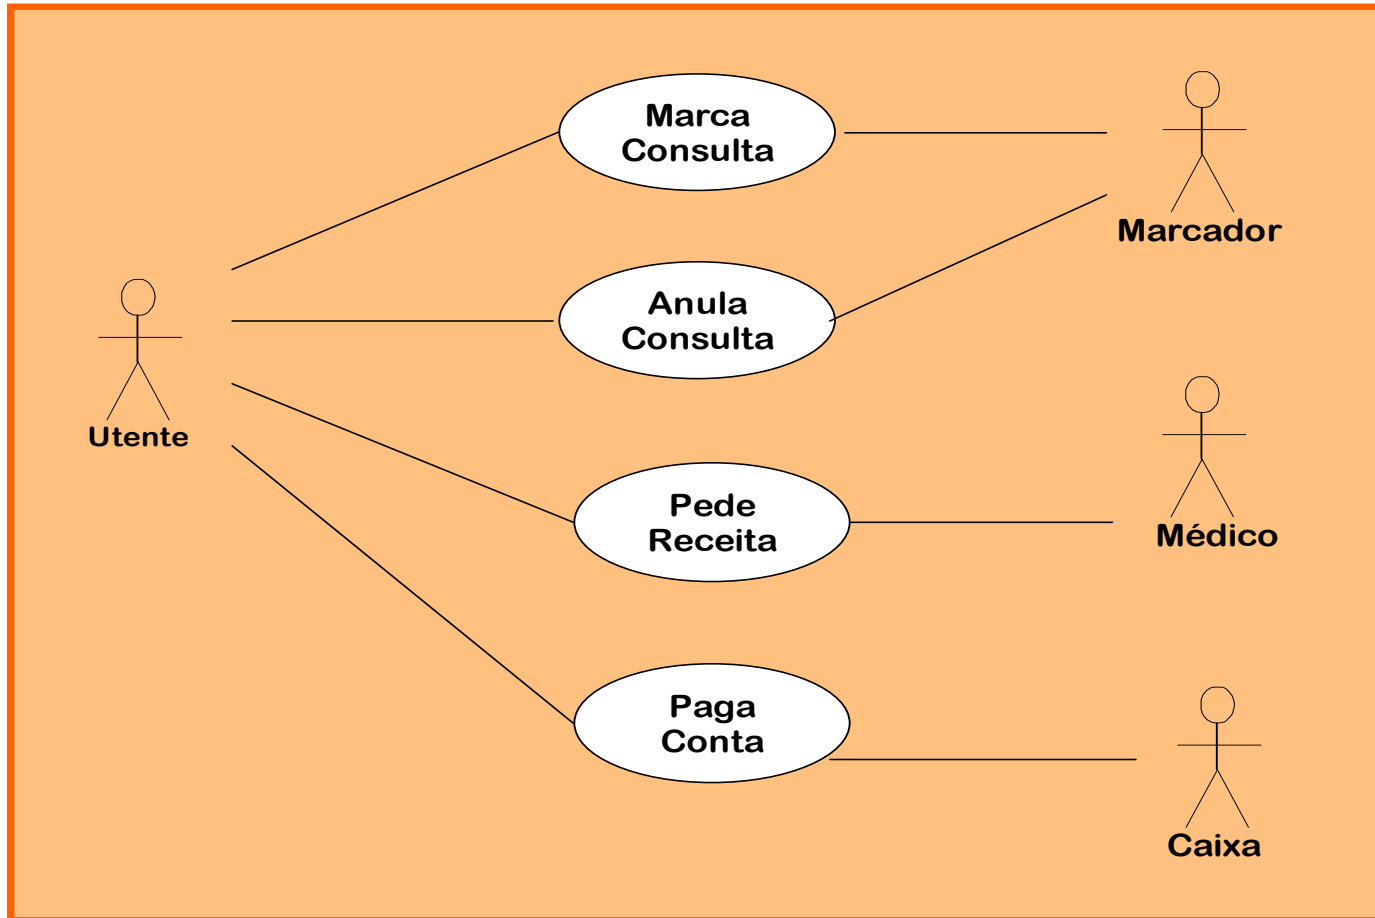 Marca
Consulta
Marcador
Anula
Consulta
Utente
Pede
Receita
Médico
Paga
Conta
Caixa